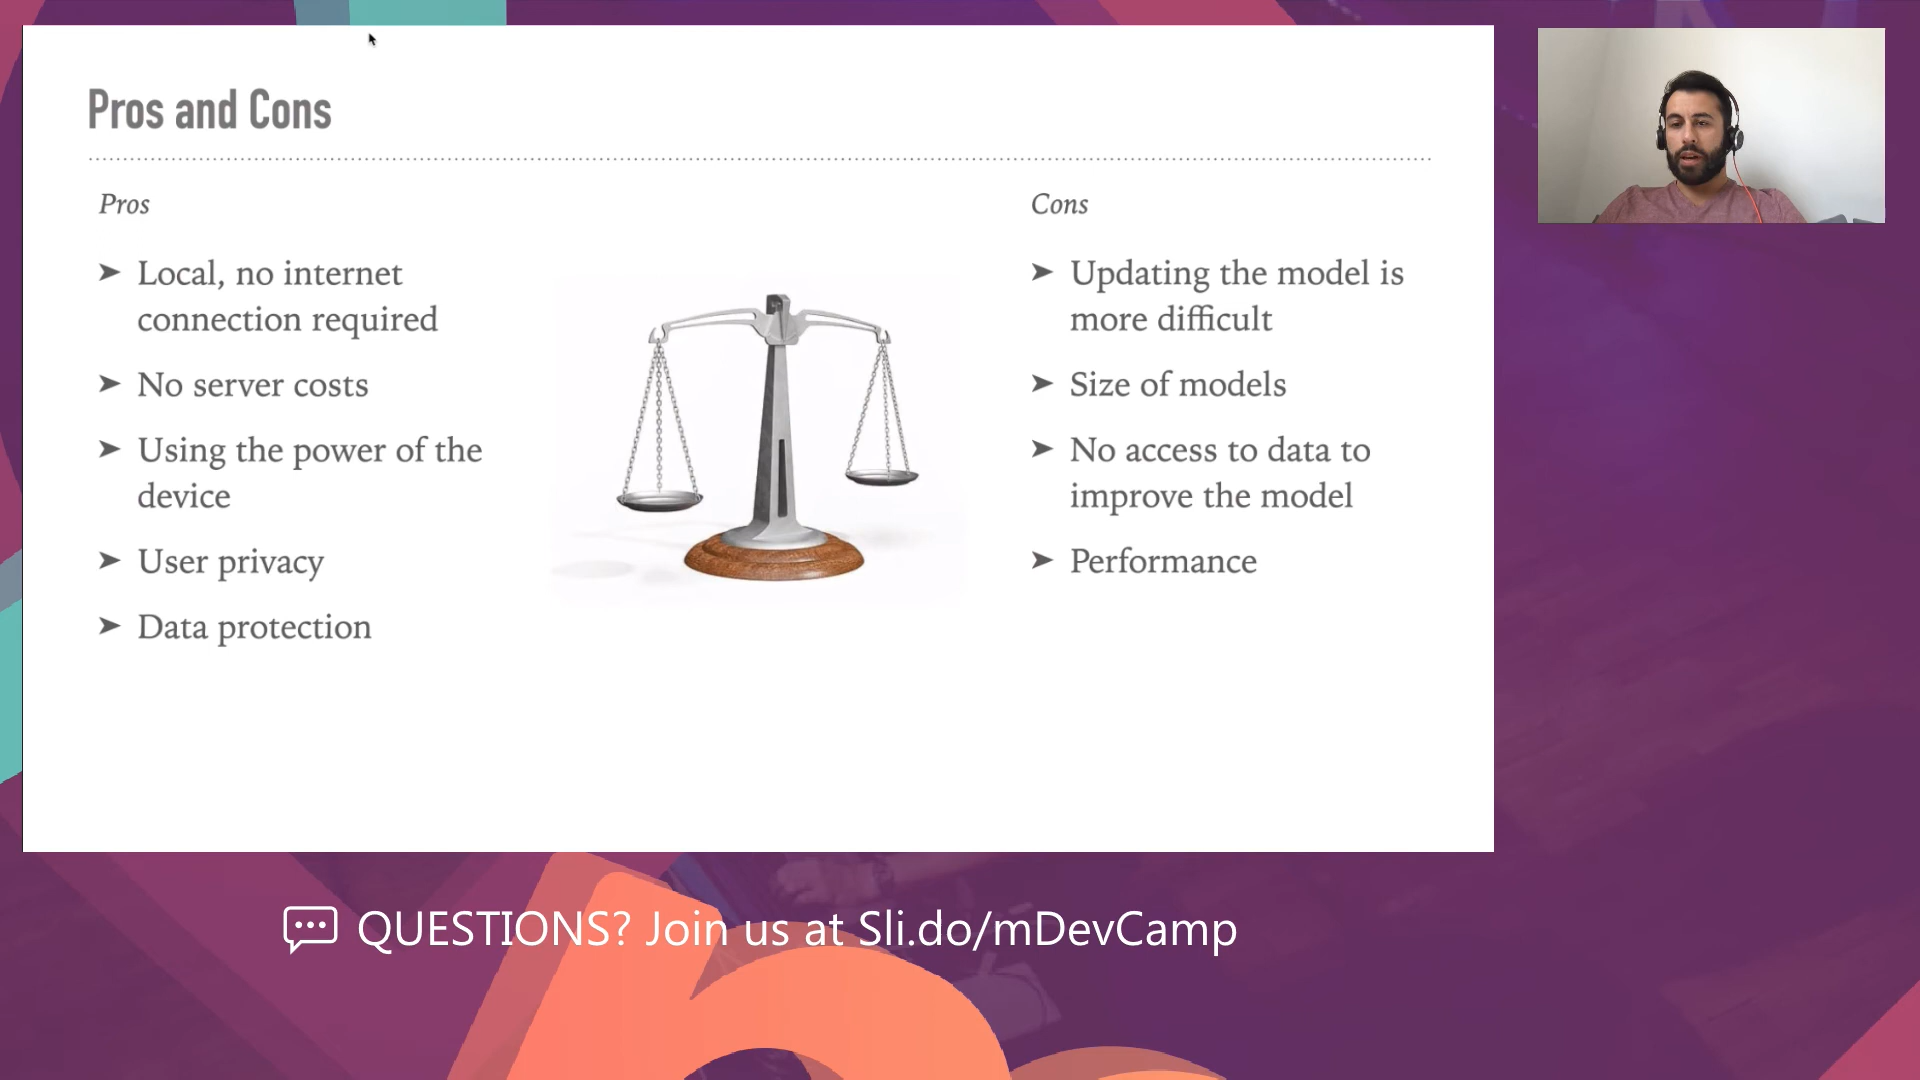 Pros and Cons
Pros
➤ Local, no internet
connection required
➤ No server costs
➤ Using the power of the
device
➤ User privacy
➤ Data protection
Cons
➤ Updating the model is
more difficult
➤ Size of models
➤ No access to data to
improve the model
➤ Performance
QUESTIONS? Join us at Sli.do/mDevCamp